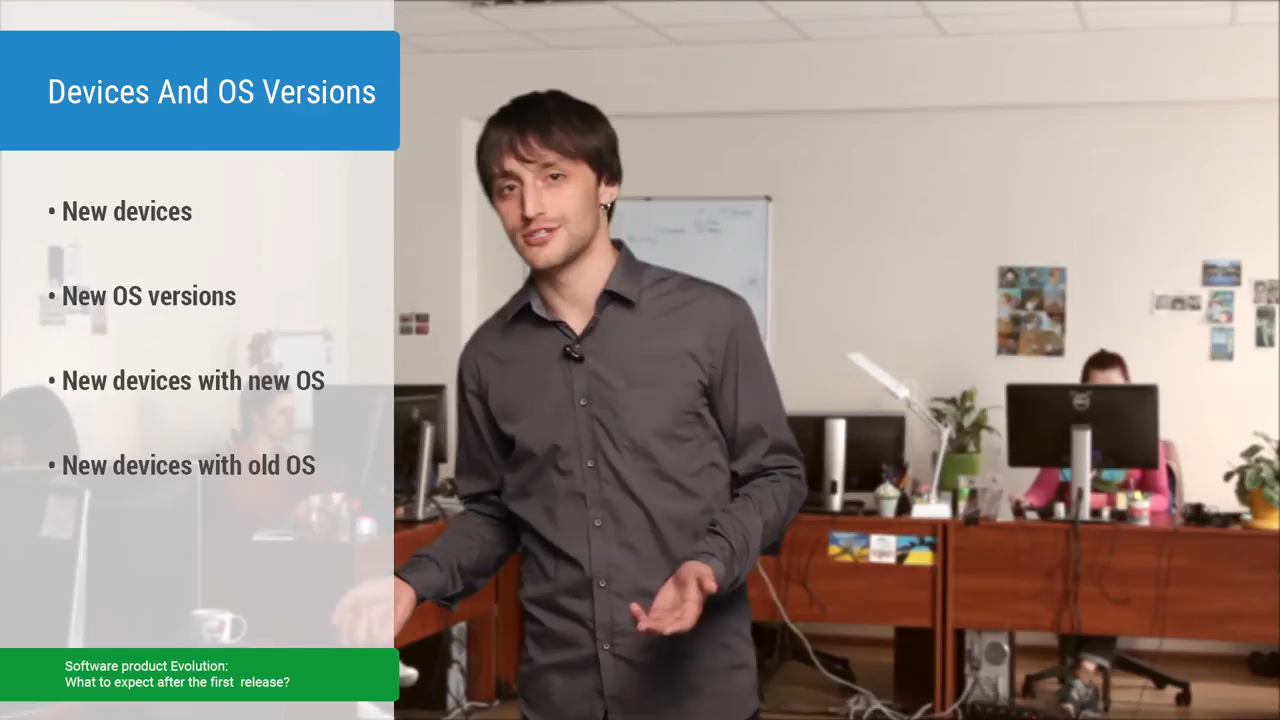 Devices And OS Versions
• New devices
• New OS versions
• New devices with new OS
• New devices with old OS
Software product Evolution:
What to expect after the first release?